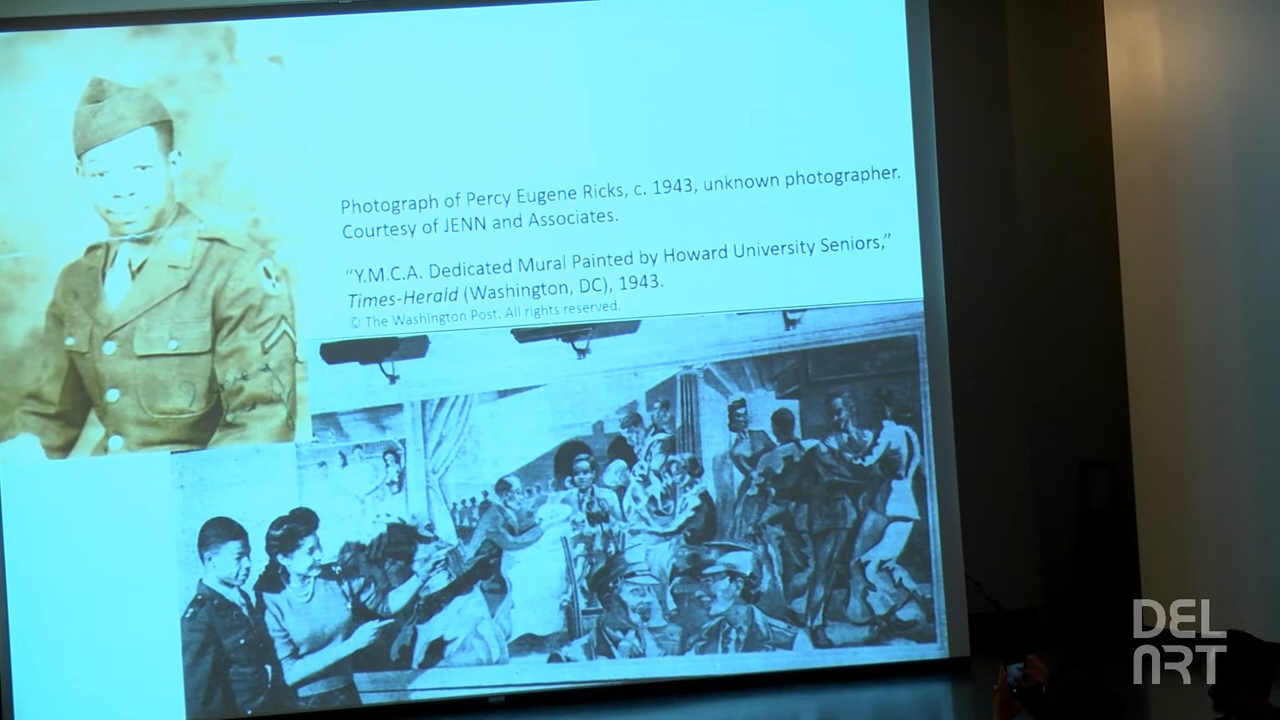 Photograph of Percy Eugene Ricks, c. 1943, unknown photographer.
Courtesy of JENN and Associates.
“Y.M.C.A. Dedicated Mural Painted by Howard University Seniors,”
Times-Herald (Washington, DC), 1943.
© The Washington Post. All rights reserved.
DEL
ART